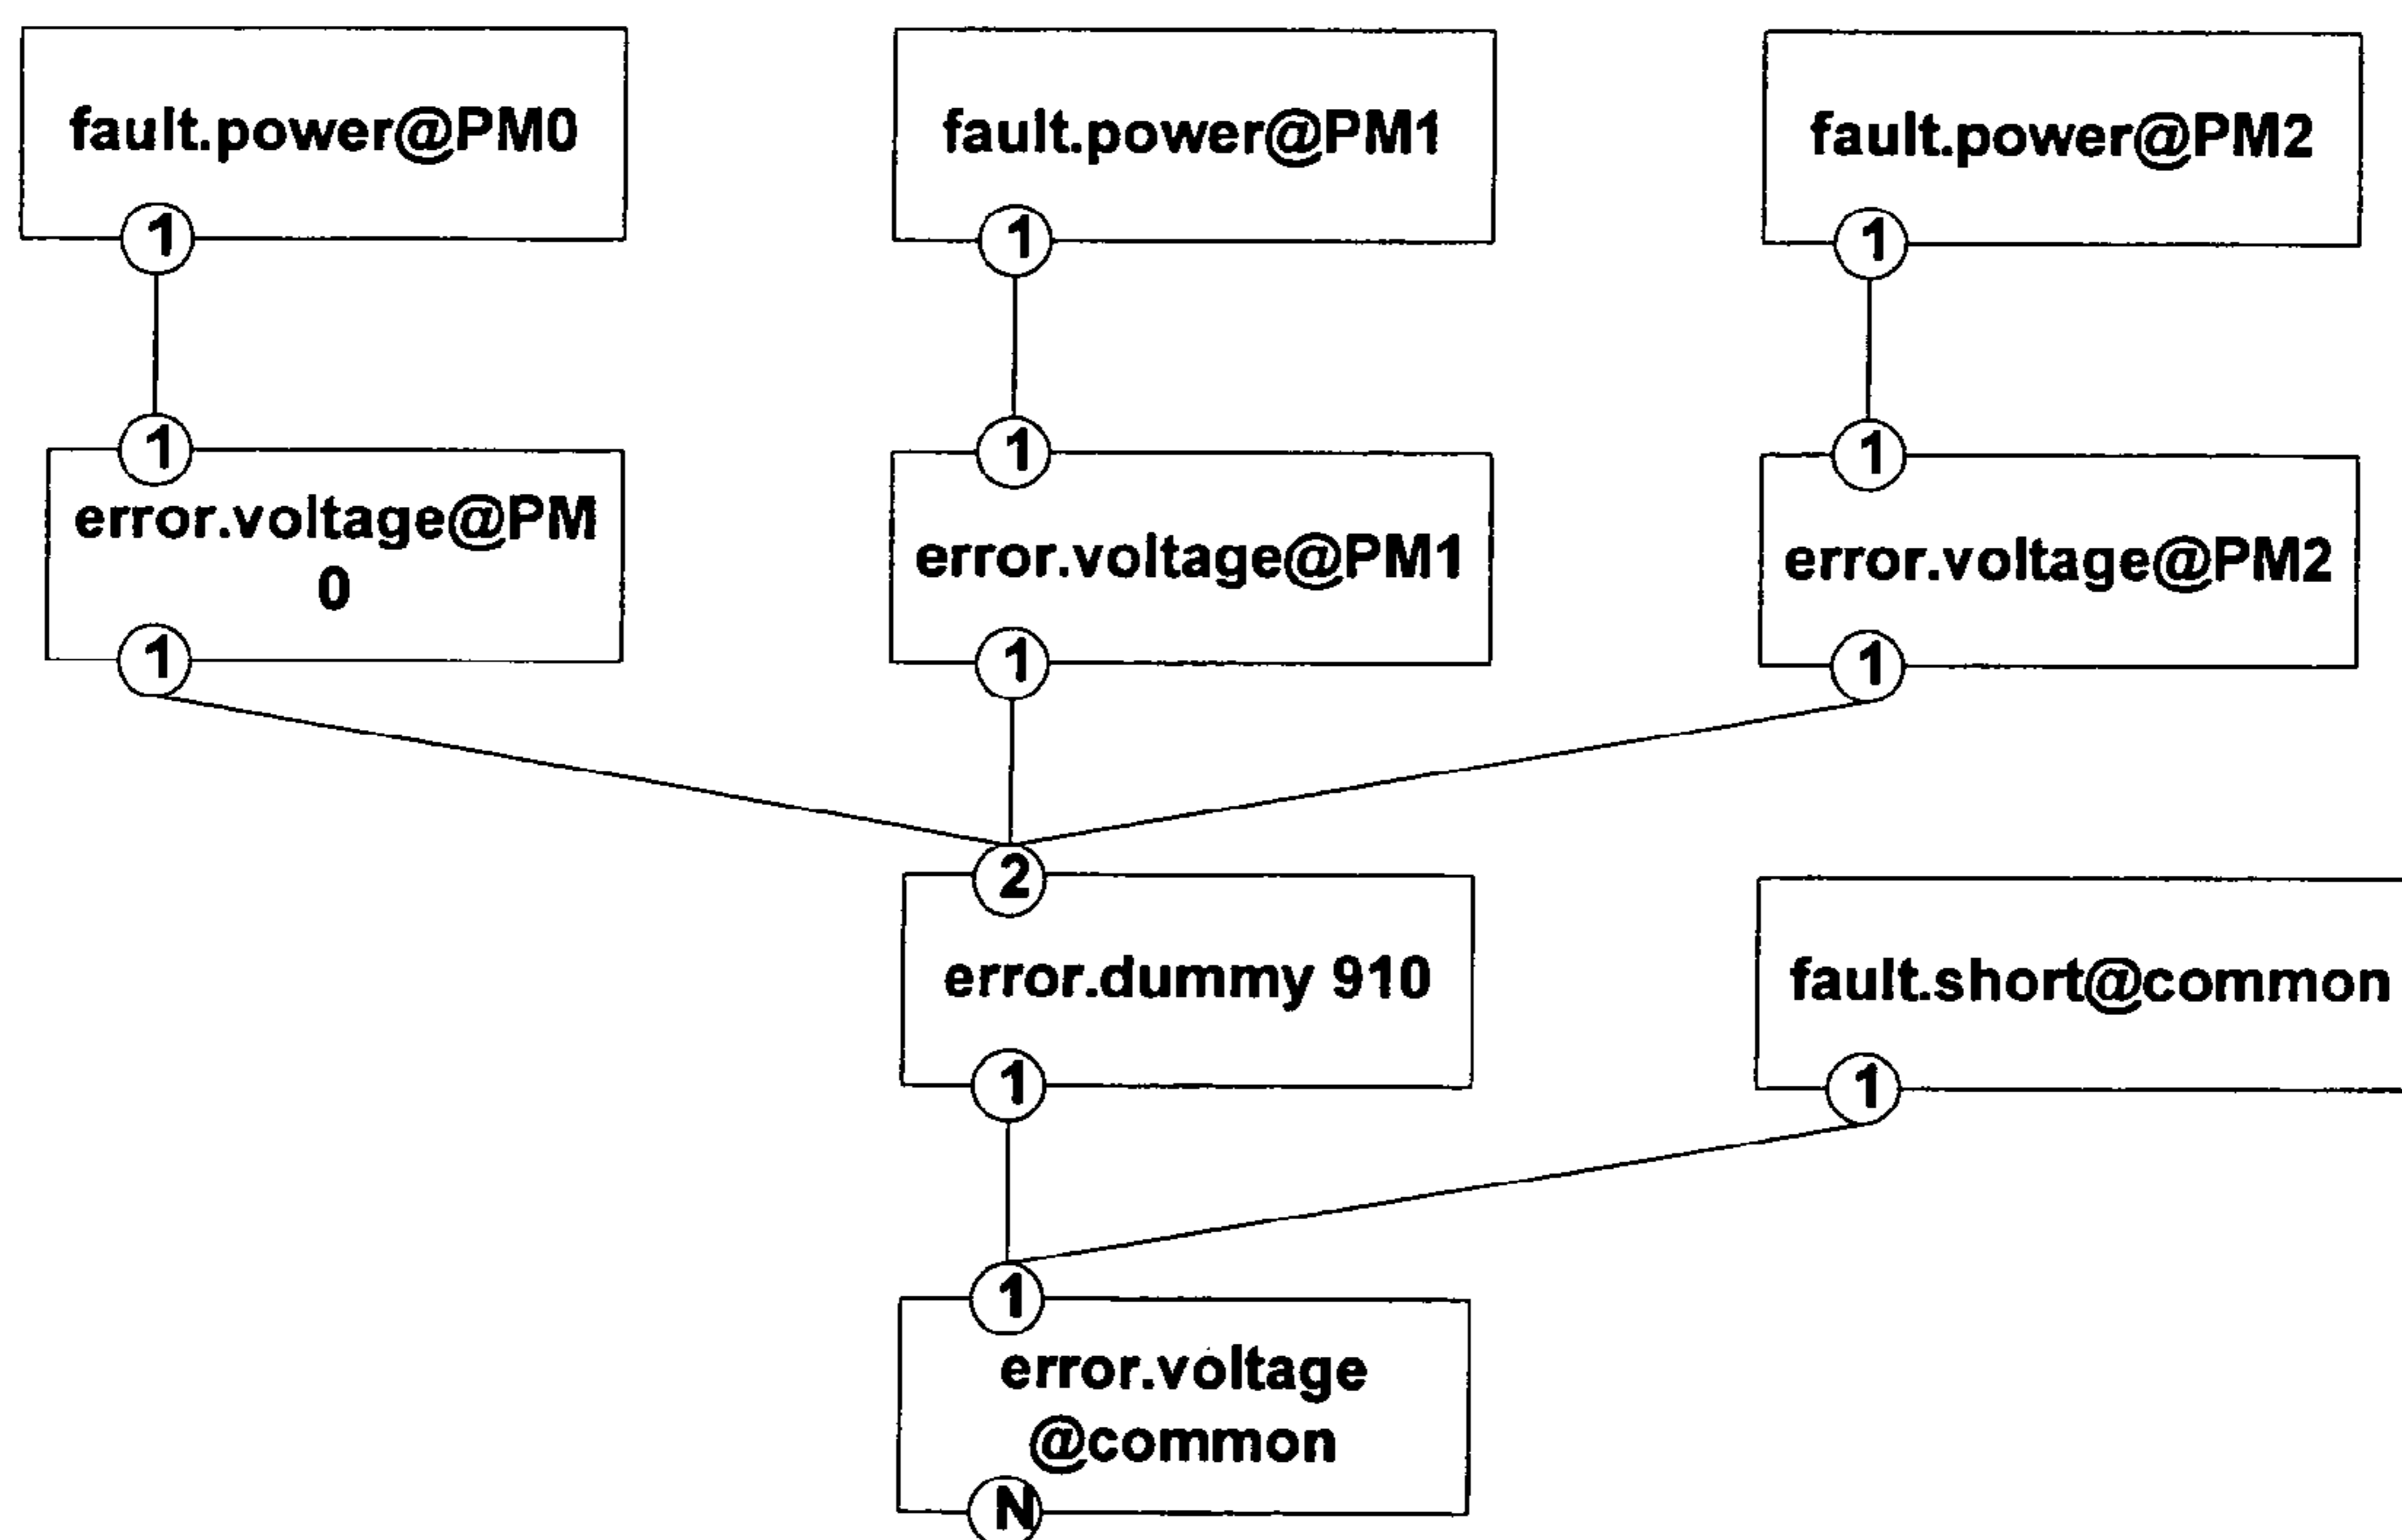 fault.power@PM0
fault.power@PM1
fault.power@PM2
1
1
1
1
1
1
error.voltage@PM
0
error.voltage@PM1
error.voltage@PM2
1
1
1
2
error.dummy 910
fault.short@common
1
1
1
error.voltage
@common
N